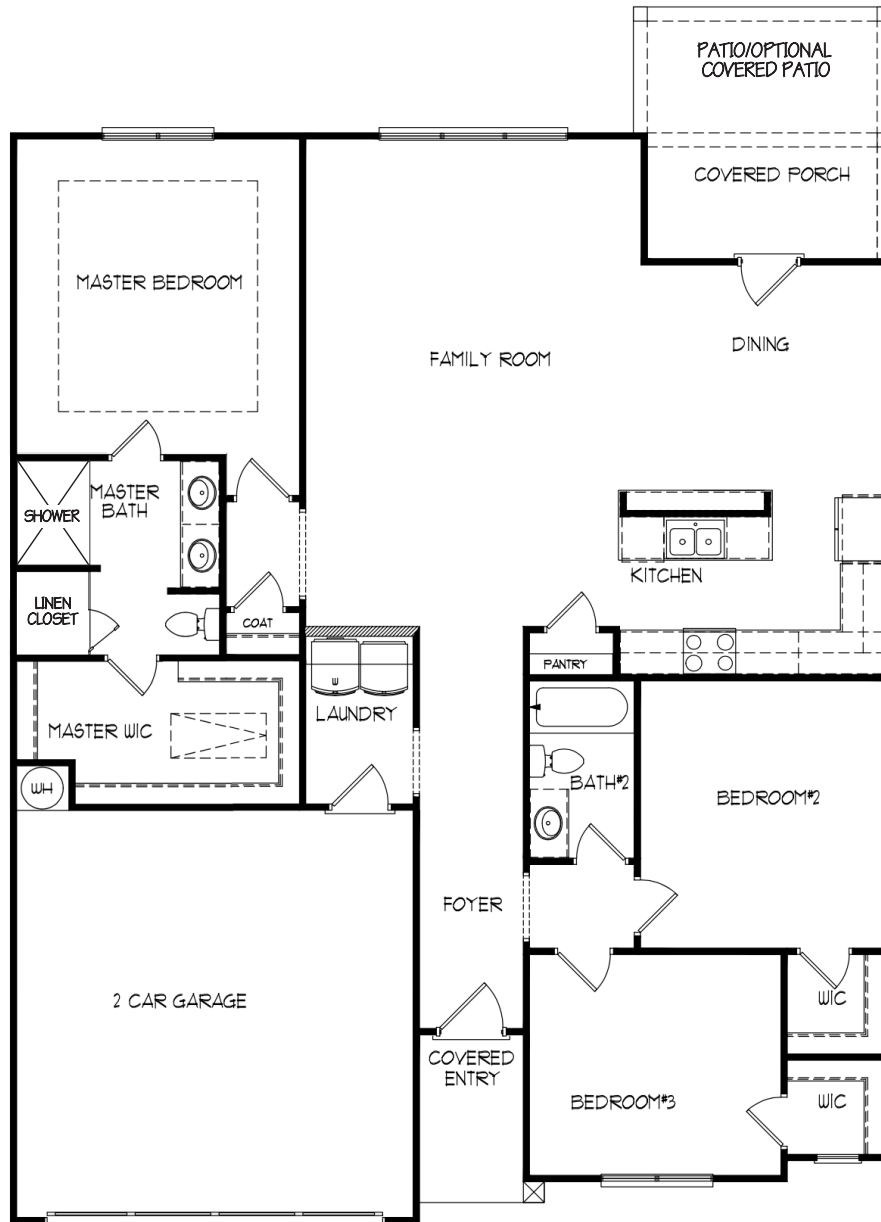 PATIO/OPTIONAL
COVERED PATIO
COVERED PORCH
MASTER BEDROOM
FAMILY ROOM
DINING
MASTER
BATH
SHOWER
KITCHEN
LINEN
CLOSET
COAT
PANTRY
W
LAUNDRY
MASTER WIC
WH
BATH#2
BEDROOM#2
FOYER
2 CAR GARAGE
WIC
COVERED
ENTRY
BEDROOM#3
WIC